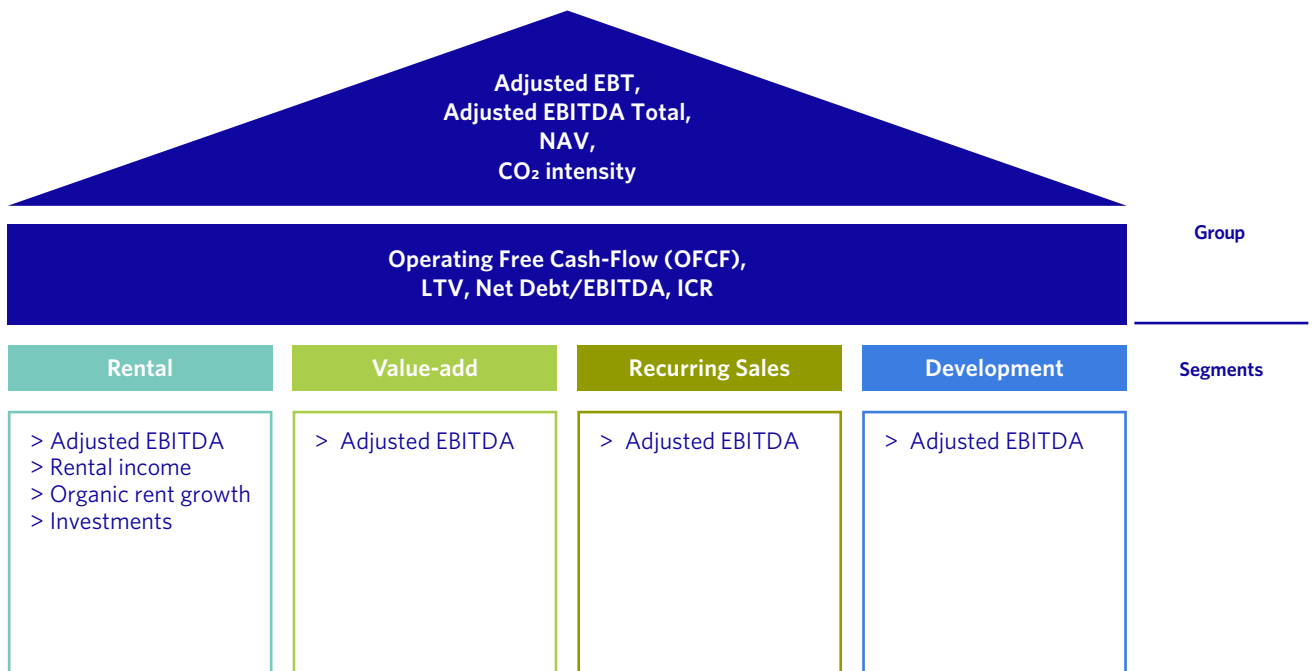 Adjusted EBT,
Adjusted EBITDA Total,
NAV,
CO₂ intensity
Group
Operating Free Cash-Flow (OFCF),
LTV, Net Debt/EBITDA, ICR
Rental
Value-add
Recurring Sales
Development
Segments
> Adjusted EBITDA
> Rental income
> Organic rent growth
> Investments
> Adjusted EBITDA
> Adjusted EBITDA
> Adjusted EBITDA